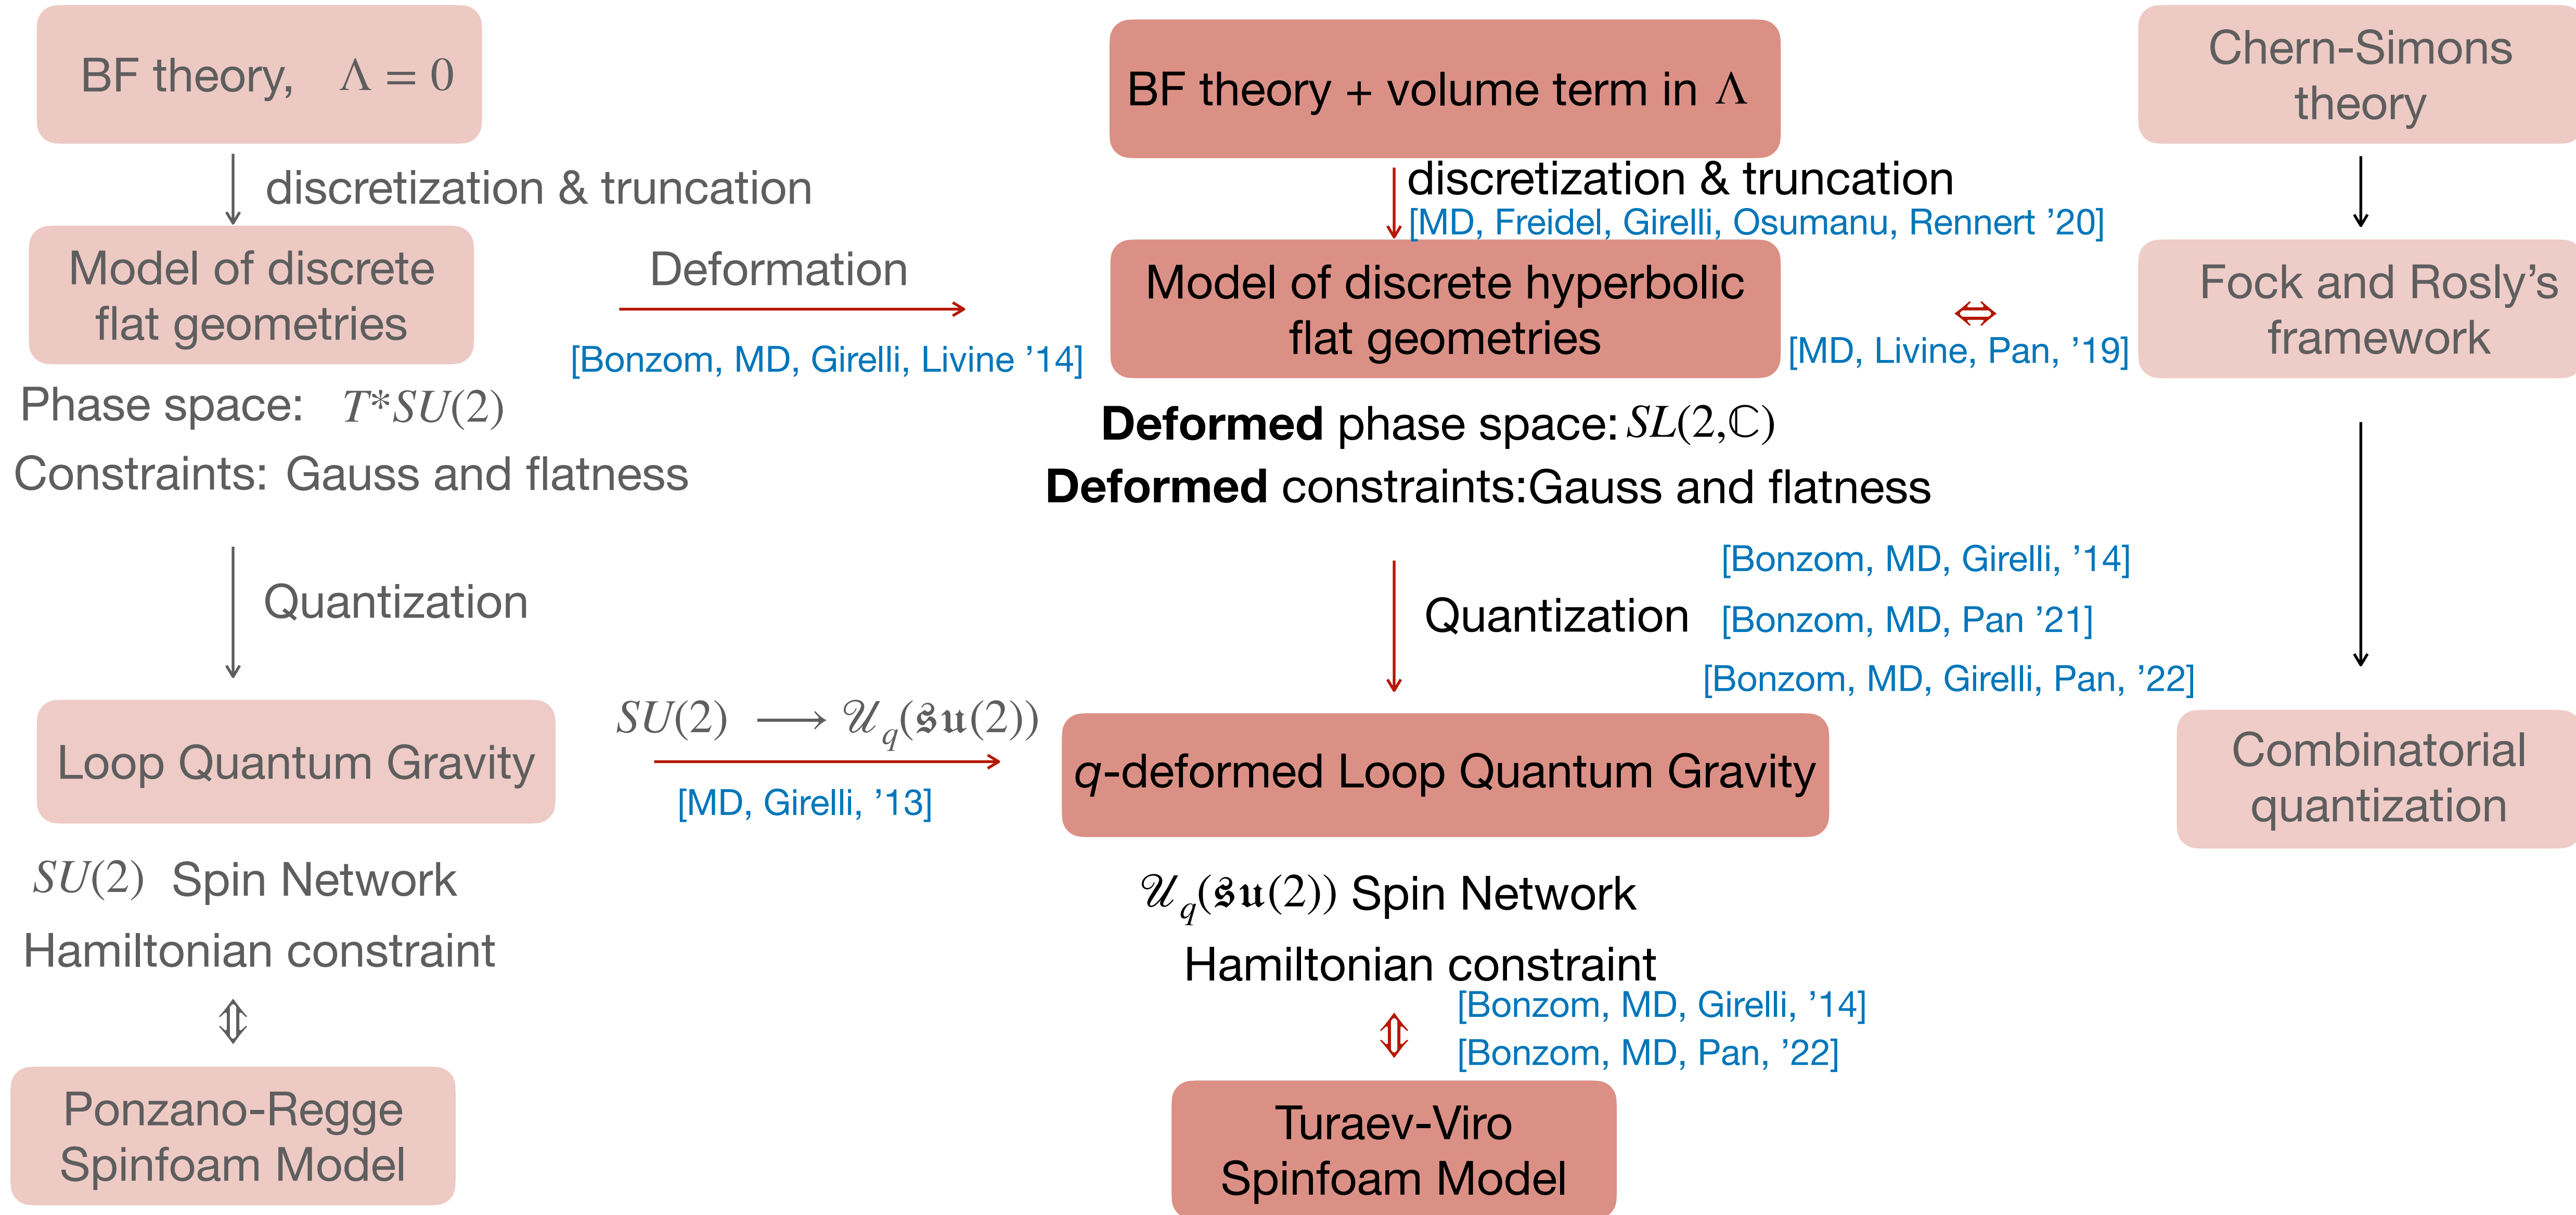 BF theory, Λ = 0
discretization & truncation
Model of discrete
flat geometries
Phase space: T*SU(2)
Constraints: Gauss and flatness
Quantization
Loop Quantum Gravity
SU(2) Spin Network
Hamiltonian constraint
⇕
Ponzano-Regge
Spinfoam Model
Deformation
[Bonzom, MD, Girelli, Livine ’14]
SU(2) ⟶ 𝒰q(𝔰𝔲(2))
[MD, Girelli, ’13]
BF theory + volume term in Λ
discretization & truncation
[MD, Freidel, Girelli, Osumanu, Rennert ’20]
Model of discrete hyperbolic
flat geometries
Deformed phase space: SL(2,ℂ)
Deformed constraints:Gauss and flatness
Quantization
[Bonzom, MD, Girelli, ’14]
[Bonzom, MD, Pan ’21]
[Bonzom, MD, Girelli, Pan, ’22]
q-deformed Loop Quantum Gravity
𝒰q(𝔰𝔲(2)) Spin Network
Hamiltonian constraint
⇕
[Bonzom, MD, Girelli, ’14]
[Bonzom, MD, Pan, ’22]
Turaev-Viro
Spinfoam Model
⇔
[MD, Livine, Pan, ’19]
Chern-Simons
theory
Fock and Rosly’s
framework
Combinatorial
quantization